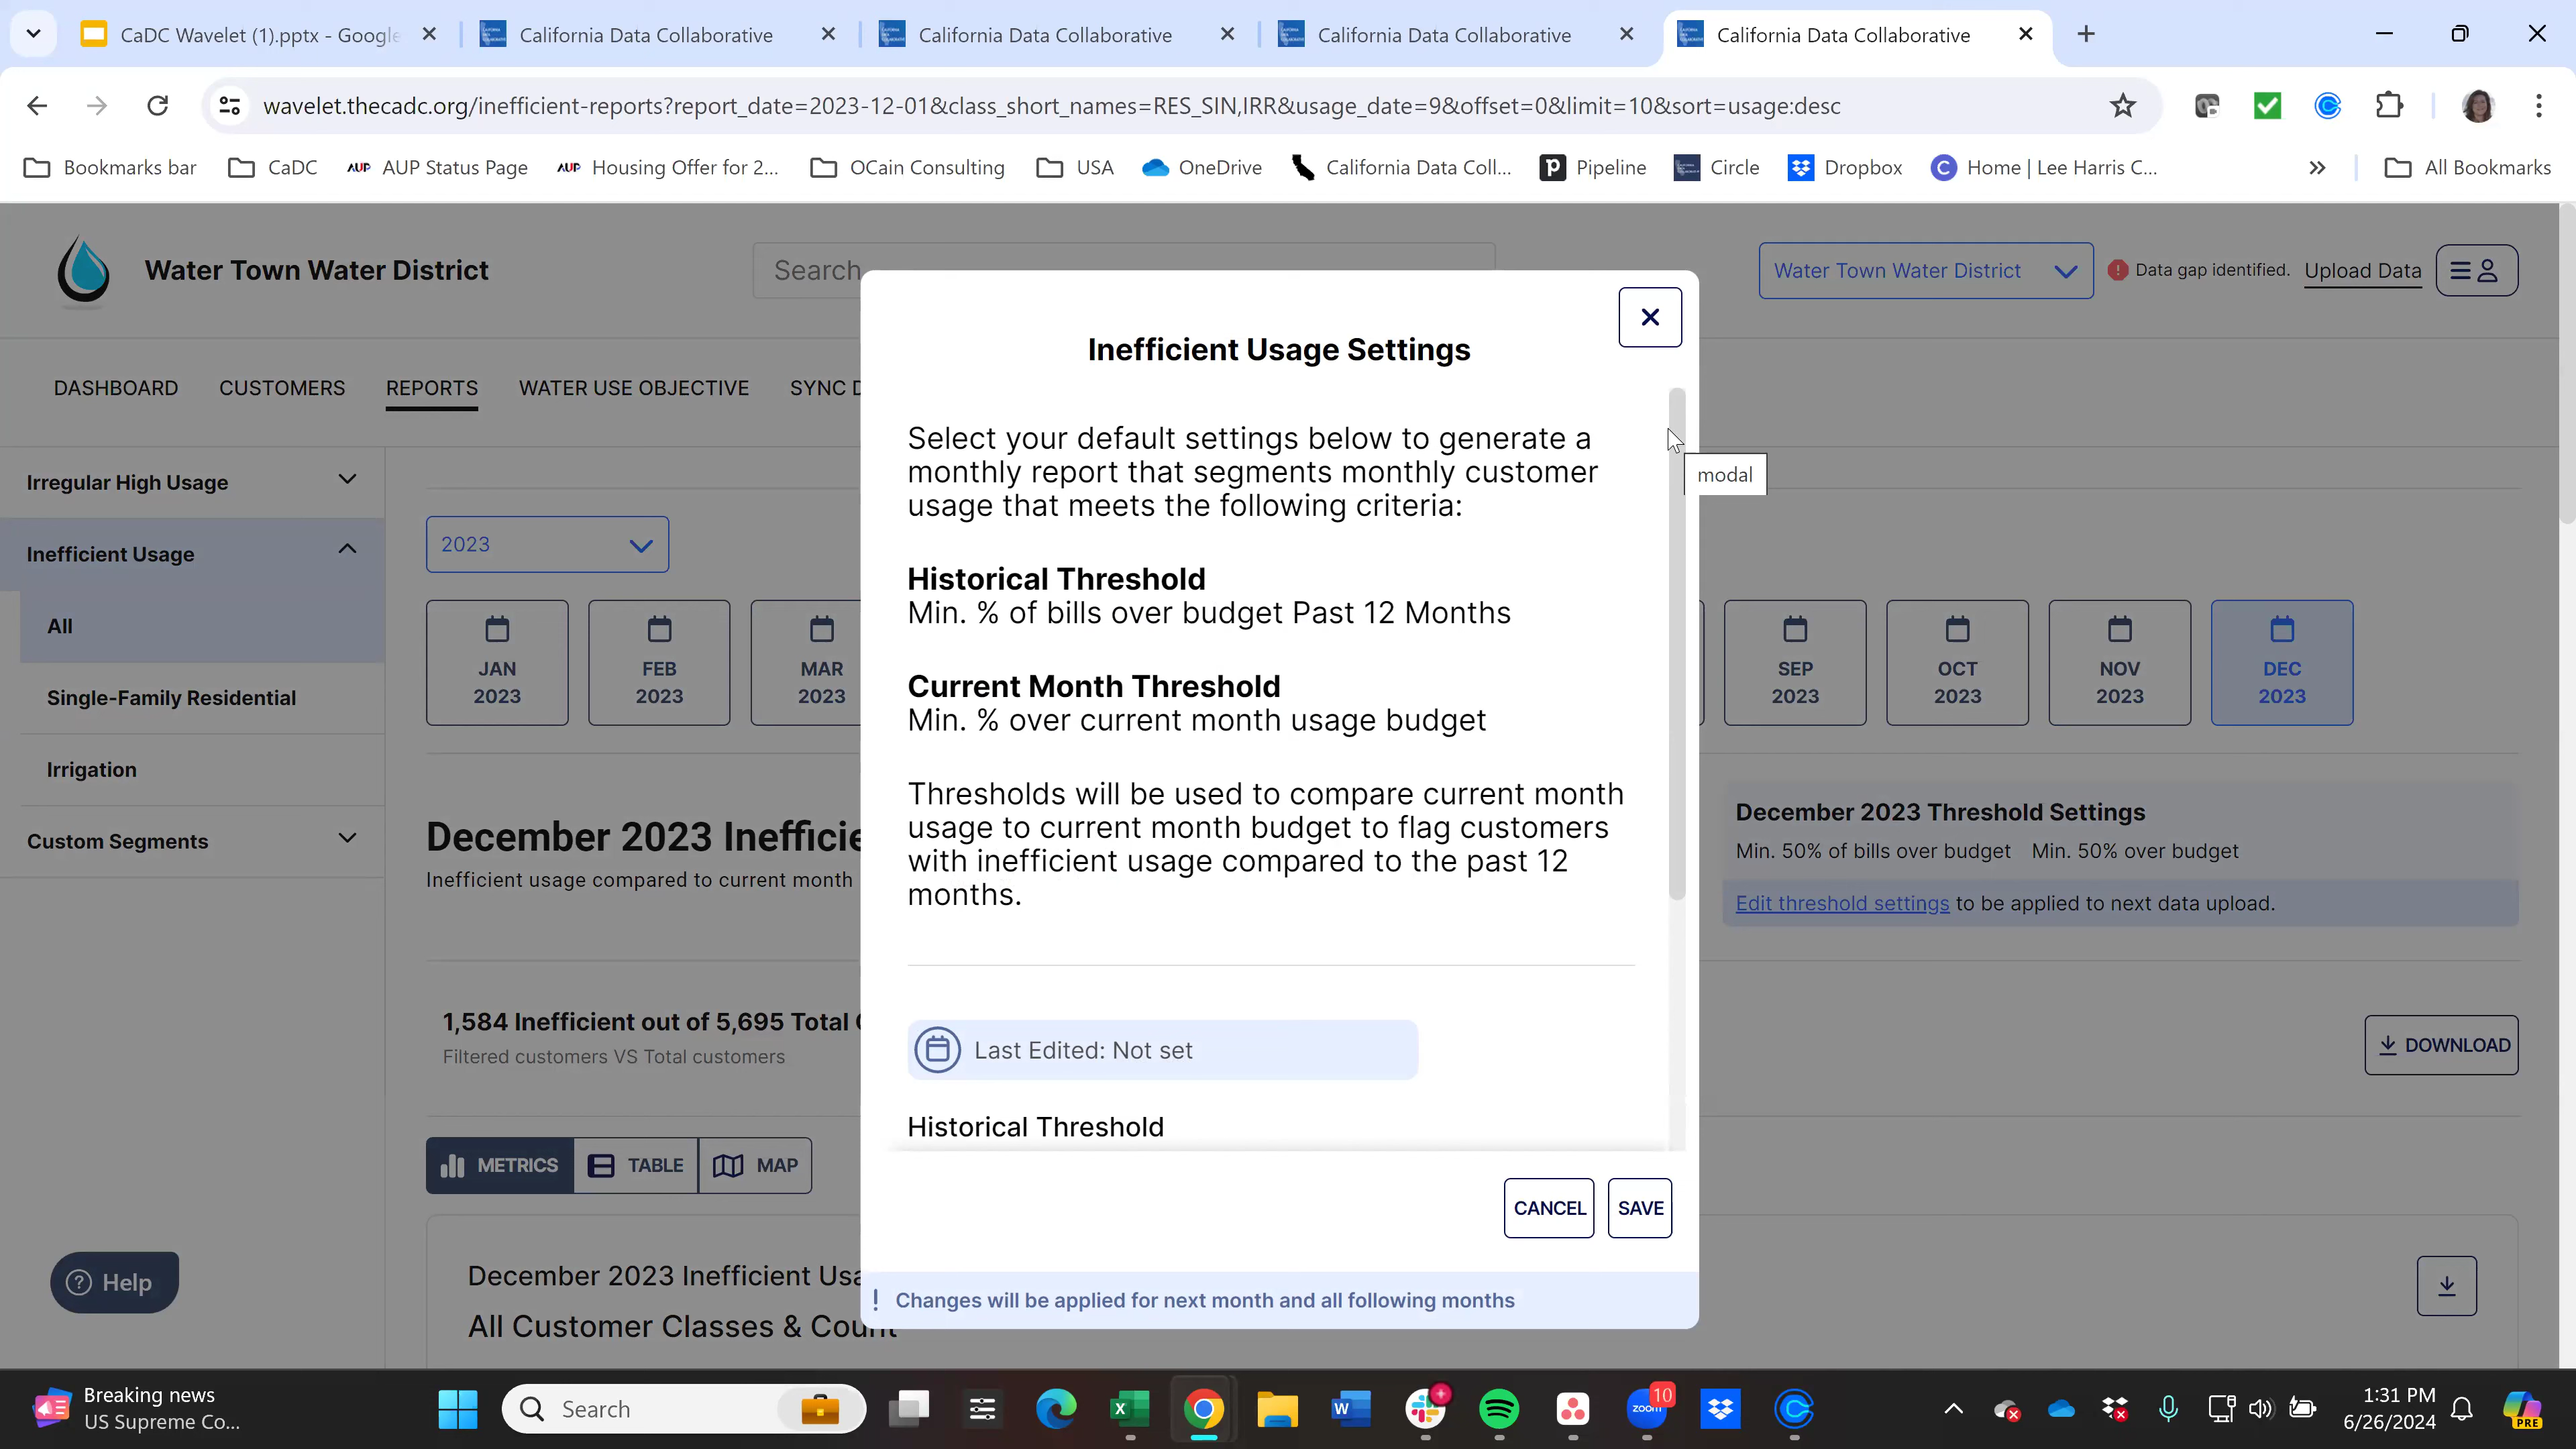 CaDC Wavelet (1).pptx - Google
California Data Collaborative
California Data Collaborative
California Data Collaborative
California Data Collaborative
wavelet.thecadc.org/inefficient-reports?report_date=2023-12-01&class_short_names=RES_SIN,IRR&usage_date=9&offset=0&limit=10&sort=usage:desc
Bookmarks bar
CaDC
AUP Status Page
Housing Offer for 2...
OCain Consulting
USA
OneDrive
California Data Coll...
Pipeline
Circle
Dropbox
Home | Lee Harris C...
All Bookmarks
Water Town Water District
Search
Water Town Water District
Data gap identified.
Upload Data
DASHBOARD
CUSTOMERS
REPORTS
WATER USE OBJECTIVE
SYNC D
Irregular High Usage
Inefficient Usage
All
Single-Family Residential
Irrigation
Custom Segments
2023
JAN
2023
FEB
2023
MAR
2023
SEP
2023
OCT
2023
NOV
2023
DEC
2023
December 2023 Inefficie
Inefficient usage compared to current month
December 2023 Threshold Settings
Min. 50% of bills over budget Min. 50% over budget
Edit threshold settings to be applied to next data upload.
1,584 Inefficient out of 5,695 Total
Filtered customers VS Total customers
DOWNLOAD
METRICS
TABLE
MAP
December 2023 Inefficient Usa
All Customer Classes & Count
Help
Inefficient Usage Settings
Select your default settings below to generate a
monthly report that segments monthly customer
usage that meets the following criteria:
Historical Threshold
Min. % of bills over budget Past 12 Months
Current Month Threshold
Min. % over current month usage budget
Thresholds will be used to compare current month
usage to current month budget to flag customers
with inefficient usage compared to the past 12
months.
Last Edited: Not set
Historical Threshold
CANCEL
SAVE
! Changes will be applied for next month and all following months
modal
Breaking news
US Supreme Co...
Search
zoom
10
PRE
1:31 PM
6/26/2024